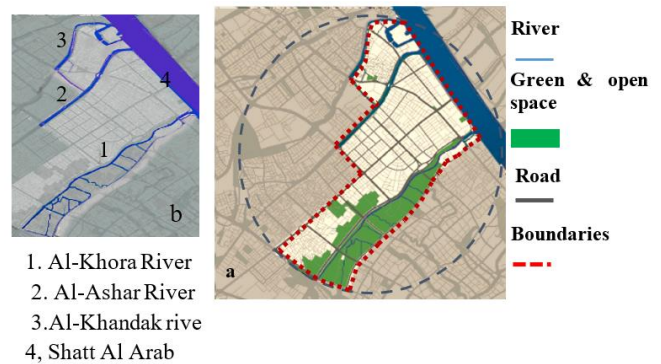 3
4
2
1
b
1. Al-Khora River
2. Al-Ashar River
3.Al-Khandak rive
4, Shatt Al Arab
a
River
Green & open
space
Road
Boundaries